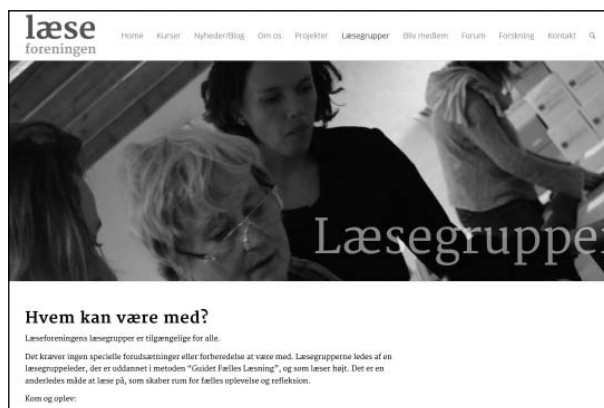 læse
foreningen
Home Kurser Nyheder/Blog Om os Projekter Læsegrupper Bliv medlem Forum Forskning Kontakt
Læsegrupper
Hvem kan være med?
Læseforeningens læsegrupper er tilgængelige for alle.
Det kræver ingen specielle forudsætninger eller forberedelse at være med. Læsegrupperne ledes af en
læsegruppeleder, der er uddannet i metoden “Guidet Fælles Læsning”, og som læser højt. Det er en
anderledes måde at læse på, som skaber rum for fælles oplevelse og refleksion.
Kom og oplev: